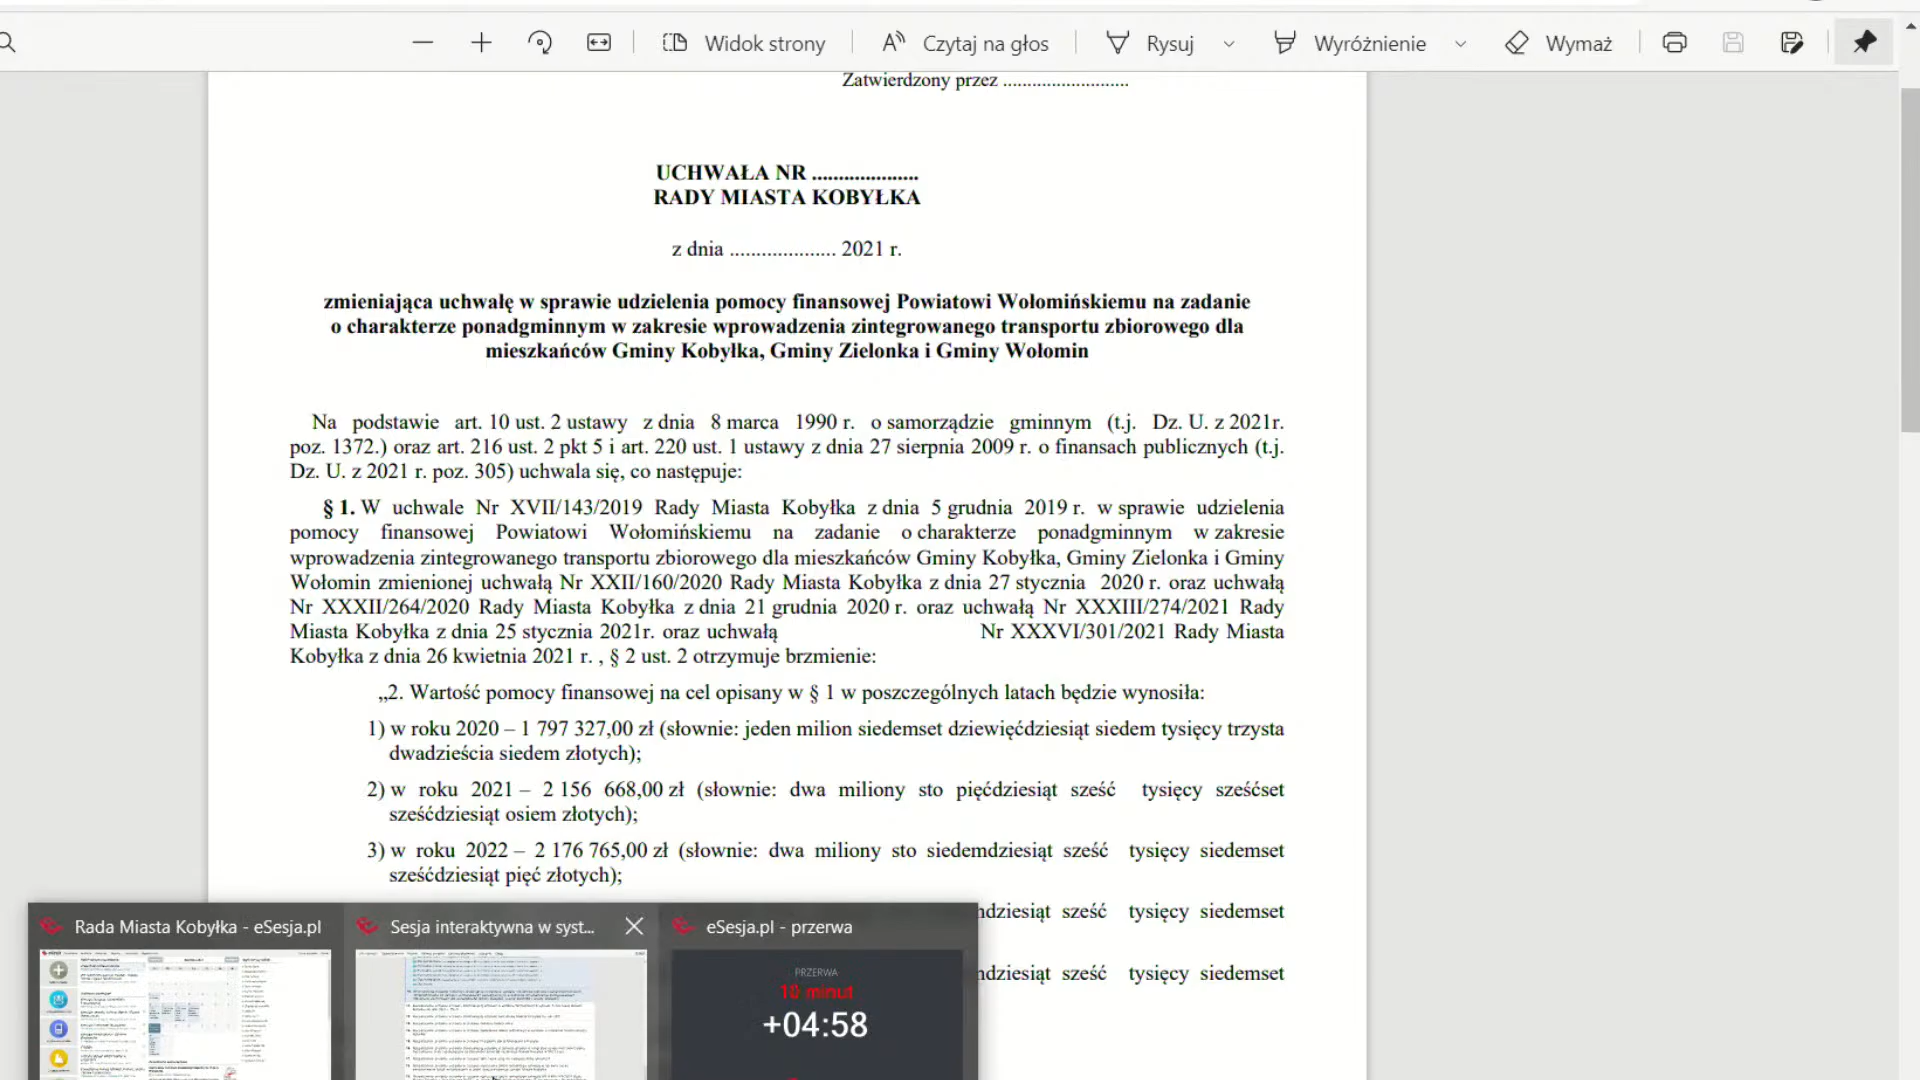 Widok strony
Czytaj na głos
Rysuj
Wyróżnienie
Wymaż
Zatwierdzony przez ..........................
UCHWAŁA NR ....................
RADY MIASTA KOBYŁKA
z dnia .................... 2021 r.
zmieniająca uchwałę w sprawie udzielenia pomocy finansowej Powiatowi Wołomińskiemu na zadanie
o charakterze ponadgminnym w zakresie wprowadzenia zintegrowanego transportu zbiorowego dla
mieszkańców Gminy Kobyłka, Gminy Zielonka i Gminy Wołomin
Na podstawie art. 10 ust. 2 ustawy z dnia 8 marca 1990 r. o samorządzie gminnym (t.j. Dz. U. z 2021r.
poz. 1372.) oraz art. 216 ust. 2 pkt 5 i art. 220 ust. 1 ustawy z dnia 27 sierpnia 2009 r. o finansach publicznych (t.j.
Dz. U. z 2021 r. poz. 305) uchwala się, co następuje:
§ 1. W uchwale Nr XVII/143/2019 Rady Miasta Kobyłka z dnia 5 grudnia 2019 r. w sprawie udzielenia
pomocy finansowej Powiatowi Wołomińskiemu na zadanie o charakterze ponadgminnym w zakresie
wprowadzenia zintegrowanego transportu zbiorowego dla mieszkańców Gminy Kobyłka, Gminy Zielonka i Gminy
Wołomin zmienionej uchwałą Nr XXII/160/2020 Rady Miasta Kobyłka z dnia 27 stycznia 2020 r. oraz uchwałą
Nr XXXII/264/2020 Rady Miasta Kobyłka z dnia 21 grudnia 2020 r. oraz uchwałą Nr XXXIII/274/2021 Rady
Miasta Kobyłka z dnia 25 stycznia 2021r. oraz uchwałą Nr XXXVI/301/2021 Rady Miasta
Kobyłka z dnia 26 kwietnia 2021 r. , § 2 ust. 2 otrzymuje brzmienie:
„2. Wartość pomocy finansowej na cel opisany w § 1 w poszczególnych latach będzie wynosiła:
1) w roku 2020 – 1 797 327,00 zł (słownie: jeden milion siedemset dziewięćdziesiąt siedem tysięcy trzysta
dwadzieścia siedem złotych);
2) w roku 2021 – 2 156 668,00 zł (słownie: dwa miliony sto pięćdziesiąt sześć tysięcy sześćset
sześćdziesiąt osiem złotych);
3) w roku 2022 – 2 176 765,00 zł (słownie: dwa miliony sto siedemdziesiąt sześć tysięcy siedemset
sześćdziesiąt pięć złotych);
ndziesiąt sześć tysięcy siedemset
ndziesiąt sześć tysięcy siedemset
Rada Miasta Kobyłka - eSesja.pl
Sesja interaktywna w syst...
eSesja.pl - przerwa
PRZERWA
10 minut
+04:58